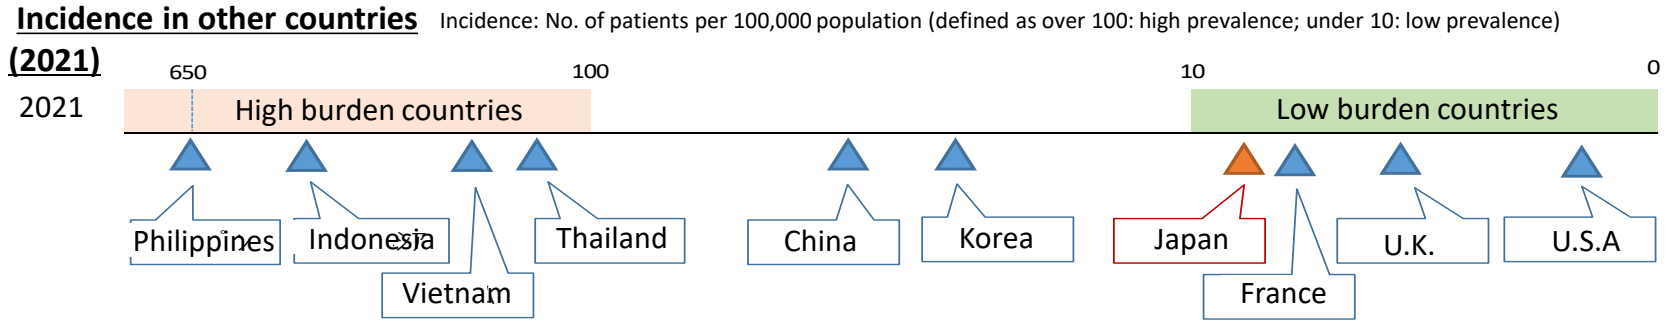 Incidence in other countries
(2021)
Incidence: No. of patients per 100,000 population (defined as over 100: high prevalence; under 10: low prevalence)
650
100
10
0
2021
High burden countries
Low burden countries
Philippines
Indonesia
Vietnam
Thailand
China
Korea
Japan
France
U.K.
U.S.A